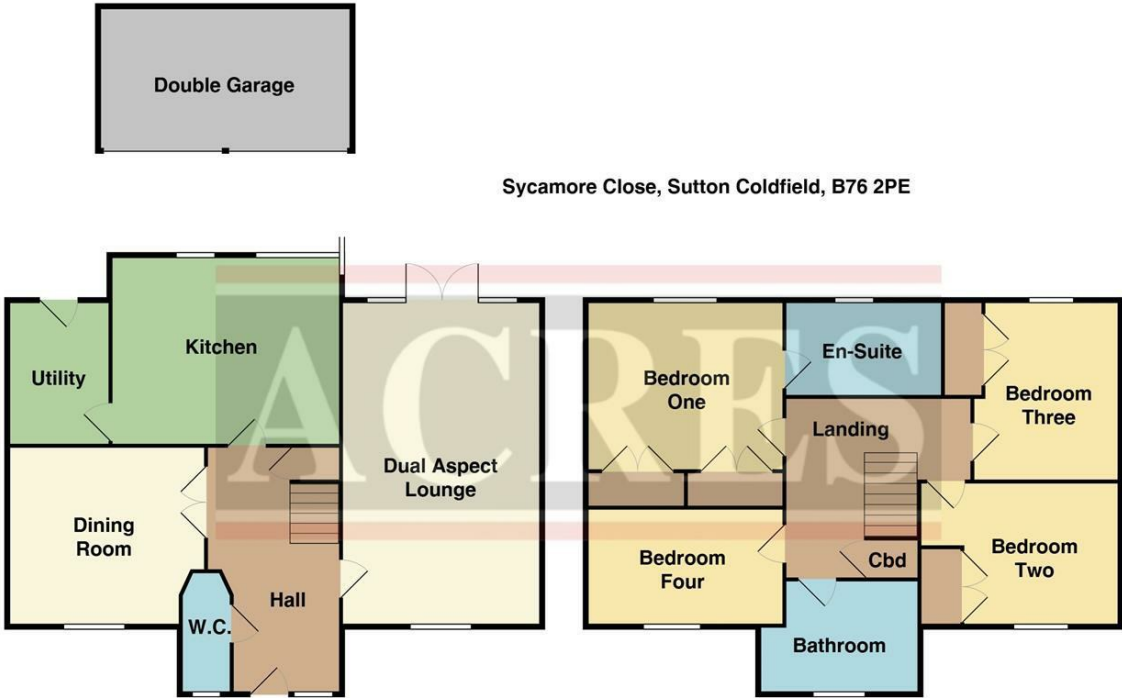 Double Garage
Sycamore Close, Sutton Coldfield, B76 2PE
Kitchen
Utility
Dual Aspect
Lounge
Dining
Room
Hall
W.C.
Bedroom
One
En-Suite
Bedroom
Three
Landing
Bedroom
Four
Cbd
Bedroom
Two
Bathroom
ACRES